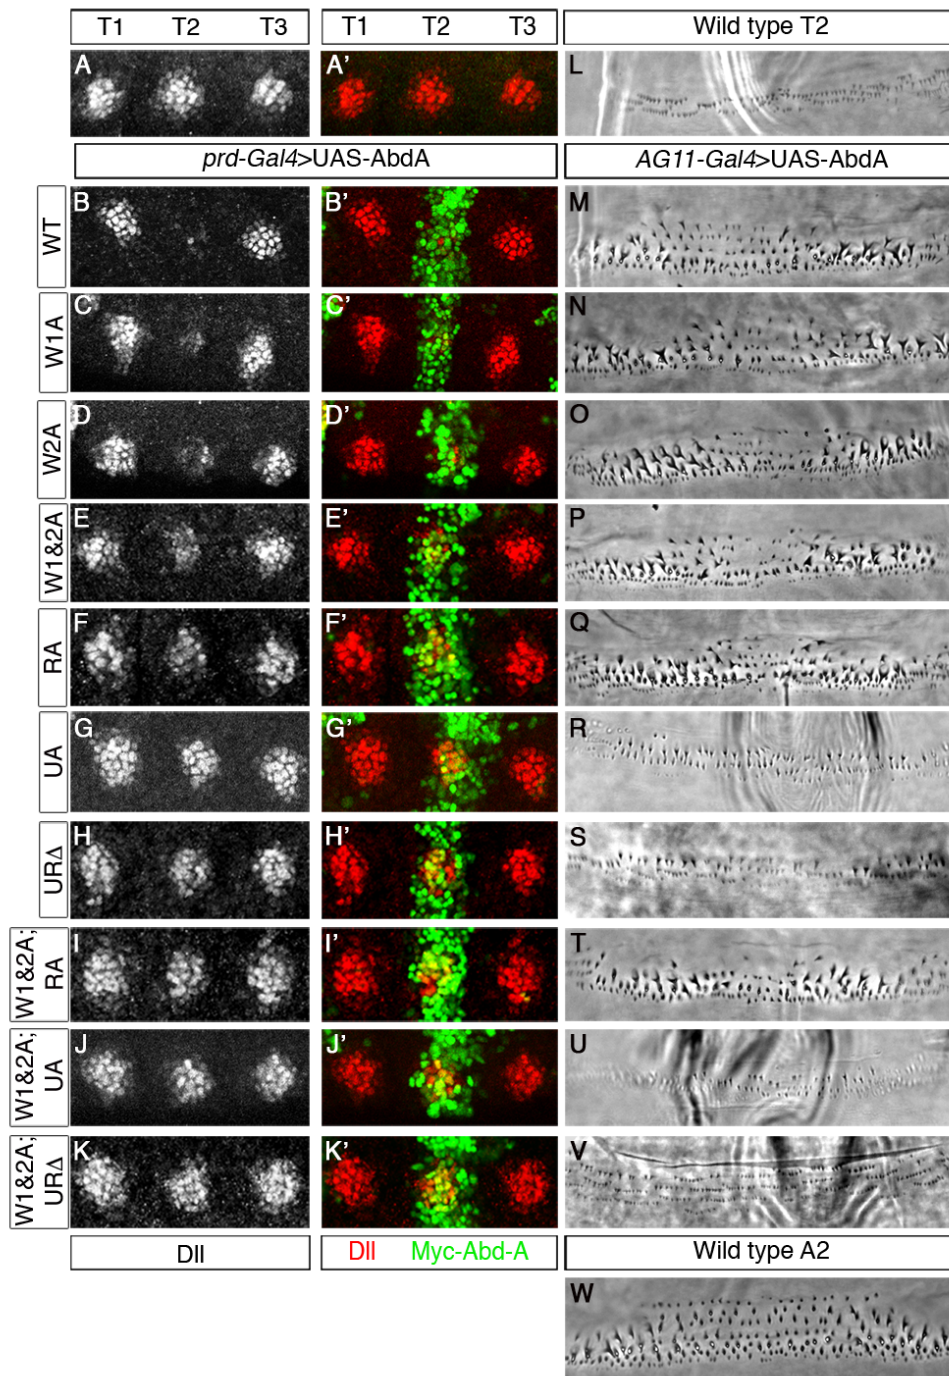 T1 T2 T3 T1 T2 T3 Wild type T2
A A’ L
prd-Gal4>UAS-AbdA AG11-Gal4>UAS-AbdA
WT B B’ M
W1A C C’ N
W2A D D’ O
W1&2A E E’ P
RA F F’ Q
UA G G’ R
URΔ H H’ S
W1&2A;
RA I I’ T
W1&2A;
UA J J’ U
W1&2A;
URΔ K K’ V
Dll Dll Myc-Abd-A Wild type A2
W